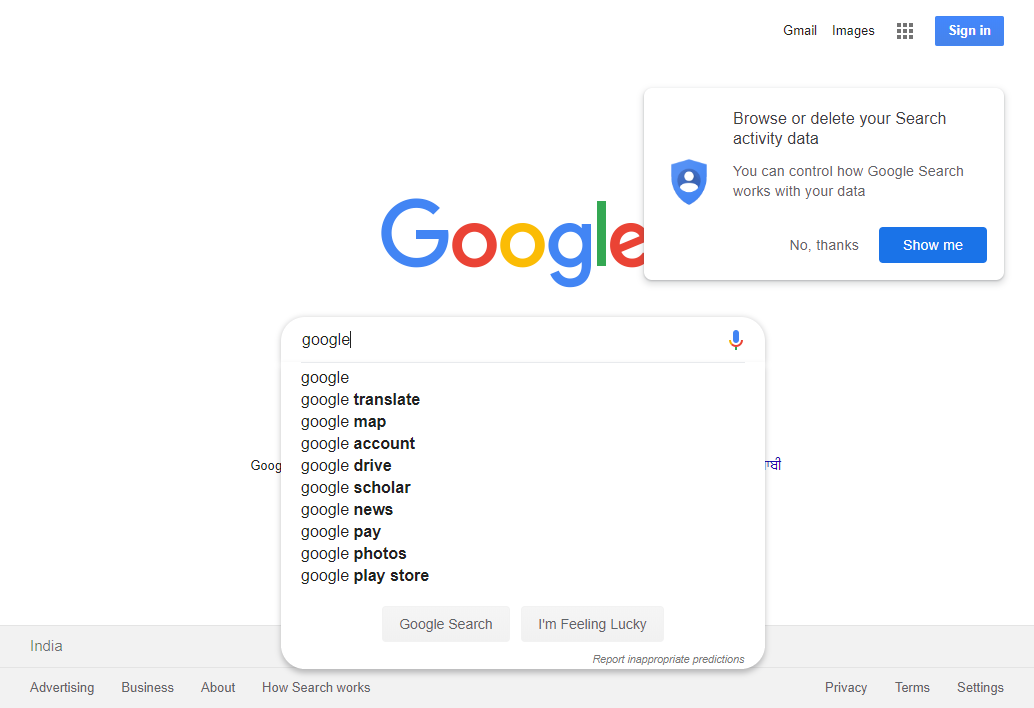 Gmail Images Sign in
Browse or delete your Search
activity data
You can control how Google Search
works with your data
No, thanks Show me
Google
google
google
google translate
google map
google account
google drive
google scholar
google news
google pay
google photos
google play store
Google Search I'm Feeling Lucky
Report inappropriate predictions
India
Advertising Business About How Search works Privacy Terms Settings